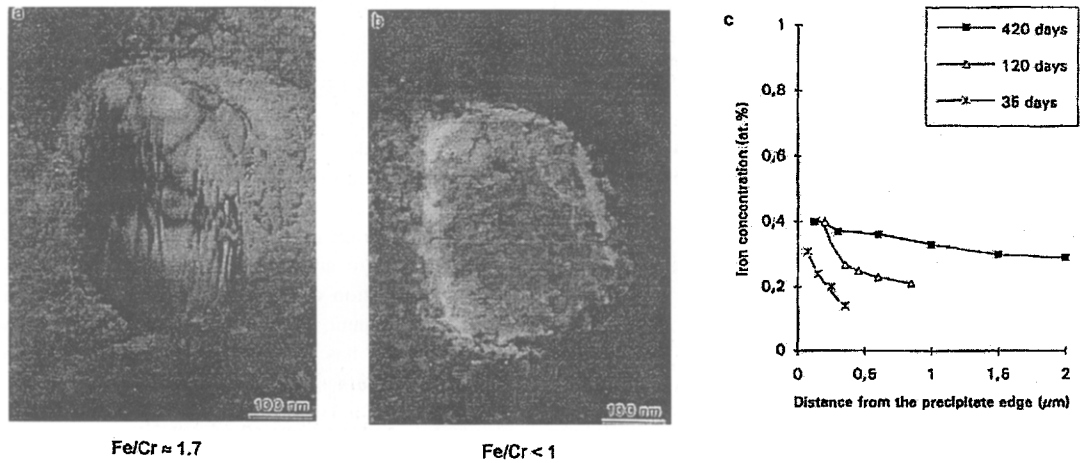 a
100 nm
Fe/Cr ≈ 1.7
b
100 nm
Fe/Cr < 1
c
420 days
120 days
35 days
Iron concentration (at. %)
1
0,8
0,6
0,4
0,2
0
0
0,5
1
1,5
2
Distance from the precipitate edge (μm)